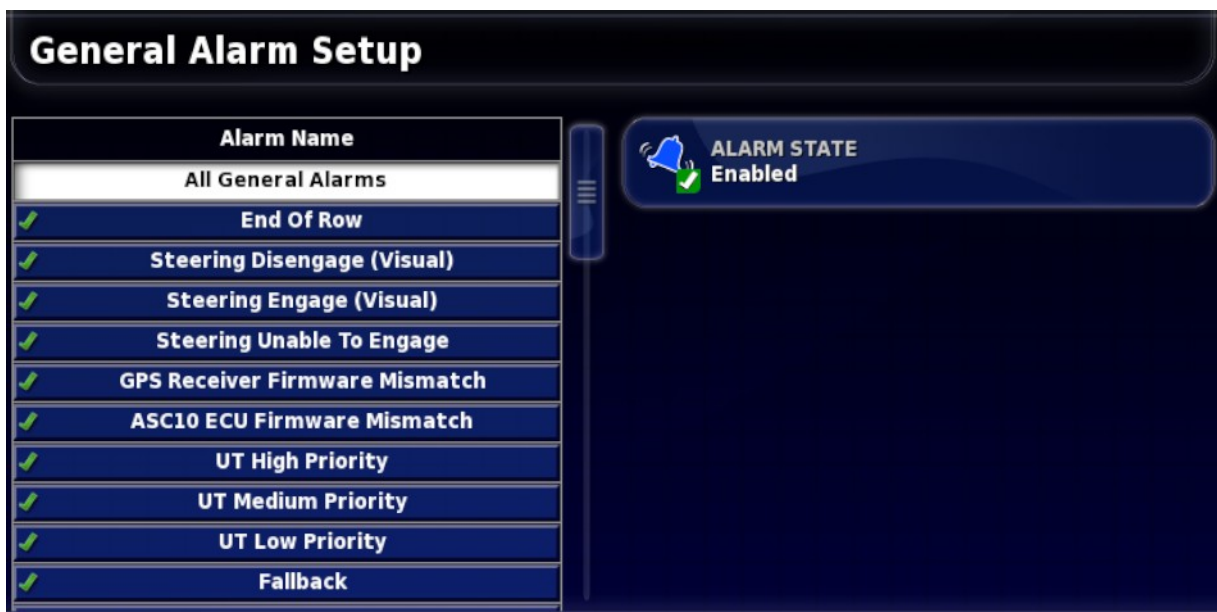 General Alarm Setup
Alarm Name
All General Alarms
End Of Row
Steering Disengage (Visual)
Steering Engage (Visual)
Steering Unable To Engage
GPS Receiver Firmware Mismatch
ASC10 ECU Firmware Mismatch
UT High Priority
UT Medium Priority
UT Low Priority
Fallback
ALARM STATE
Enabled